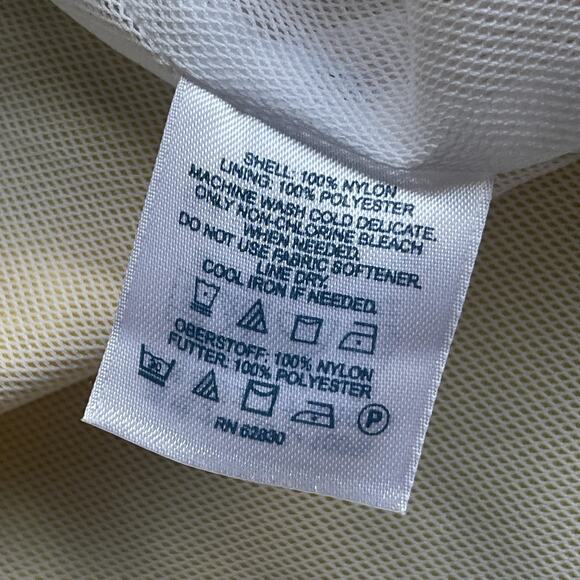 SHELL: 100% NYLON
LINING: 100% POLYESTER
MACHINE WASH COLD DELICATE.
ONLY NON-CHLORINE BLEACH
WHEN NEEDED.
DO NOT USE FABRIC SOFTENER.
LINE DRY.
COOL IRON IF NEEDED.
OBERSTOFF: 100% NYLON
FUTTER: 100% POLYESTER
P
RN 62830